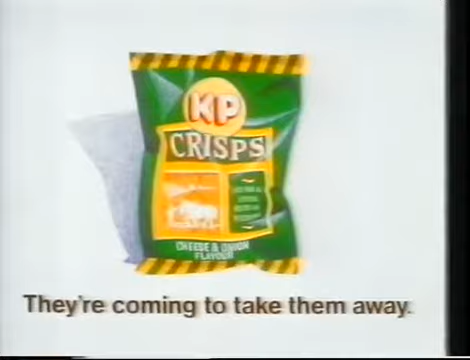 KP
CRISPS
CHEESE & ONION
FLAVOUR
They're coming to take them away.